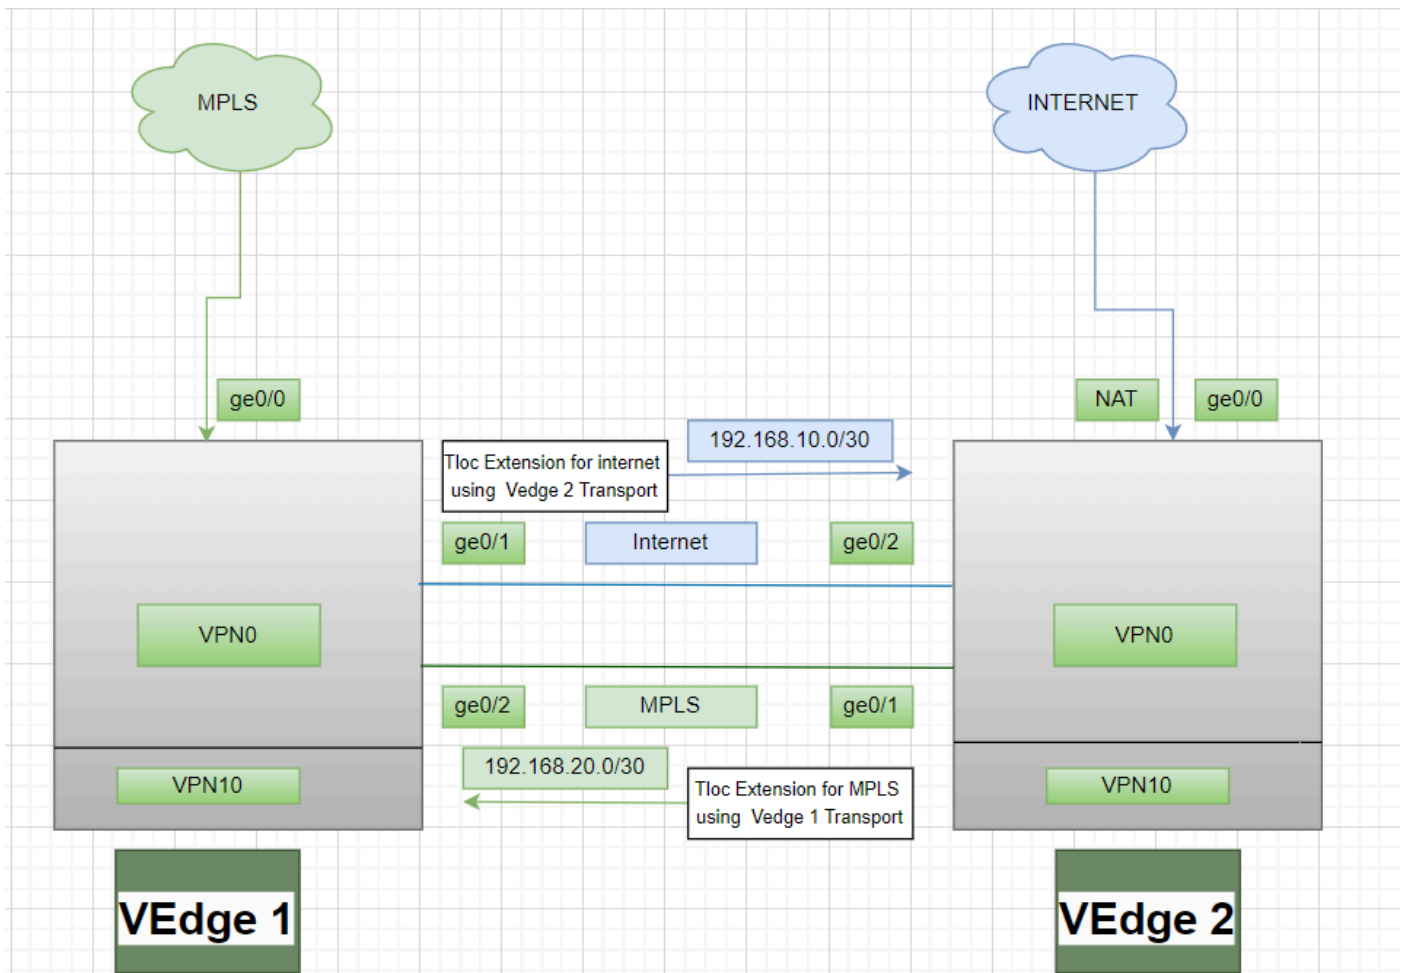 MPLS
INTERNET
ge0/0
NAT
ge0/0
192.168.10.0/30
Tloc Extension for internet
using Vedge 2 Transport
ge0/1
Internet
ge0/2
VPN0
VPN0
ge0/2
MPLS
ge0/1
192.168.20.0/30
Tloc Extension for MPLS
using Vedge 1 Transport
VPN10
VPN10
VEdge 1
VEdge 2